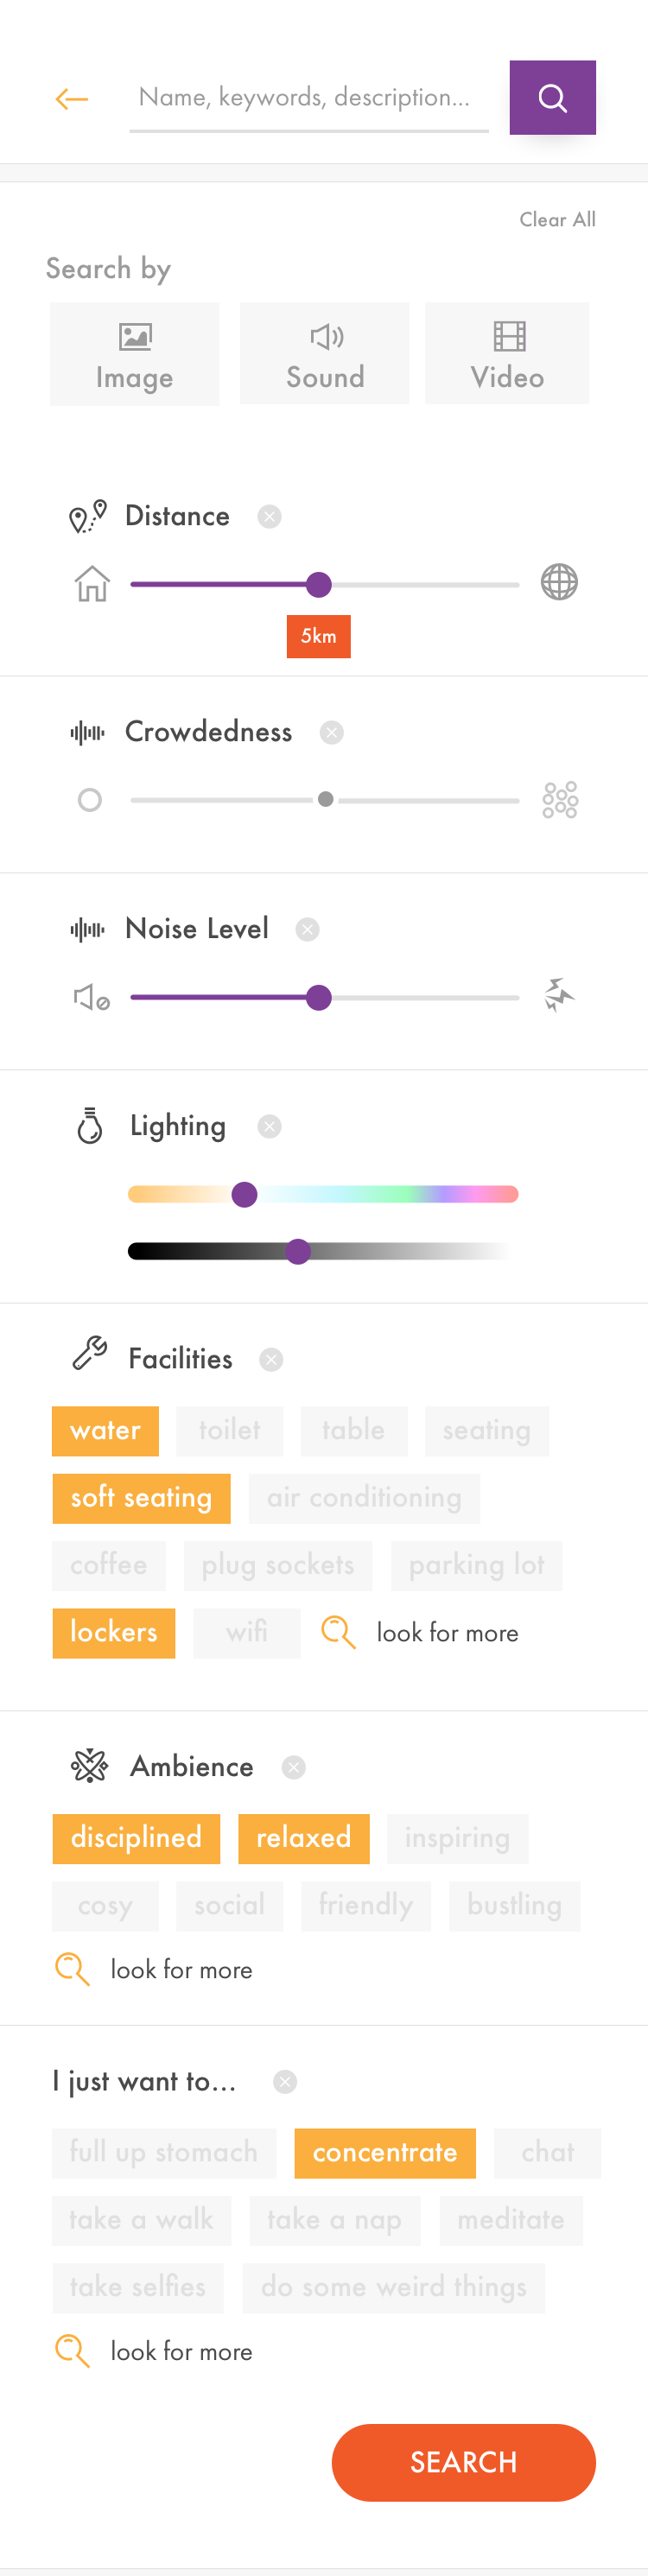 Name, keywords, description...
Clear All
Search by
Image Sound Video
Distance
5km
Crowdedness
Noise Level
Lighting
Facilities
water toilet table seating
soft seating air conditioning
coffee plug sockets parking lot
lockers wifi look for more
Ambience
disciplined relaxed inspiring
cosy social friendly bustling
look for more
I just want to...
full up stomach concentrate chat
take a walk take a nap meditate
take selfies do some weird things
look for more
SEARCH